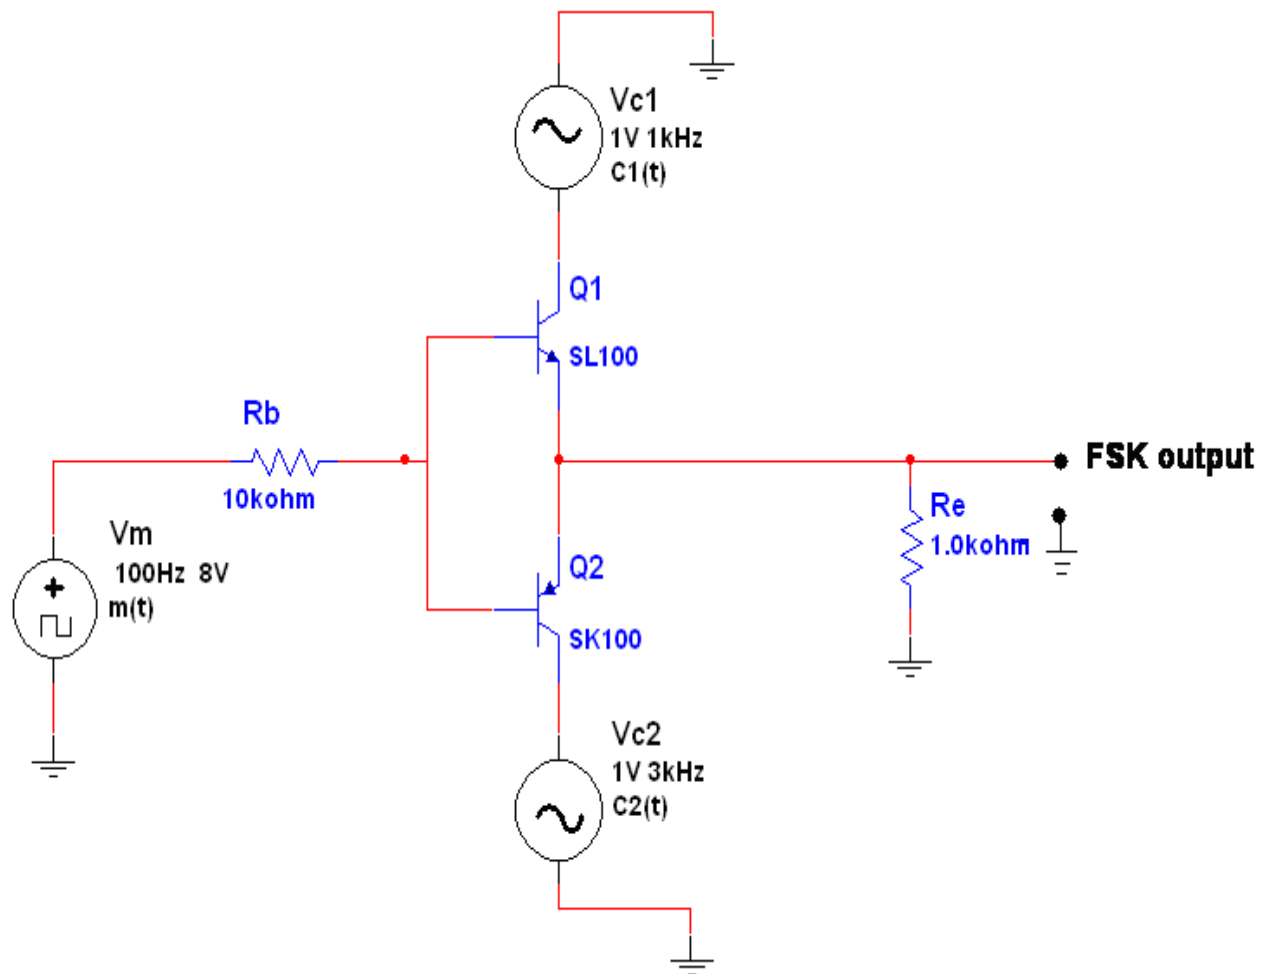 Vc1
1V 1kHz
C1(t)
Q1
SL100
Rb
10kohm
FSK output
Re
1.0kohm
Vm
100Hz 8V
m(t)
Q2
SK100
Vc2
1V 3kHz
C2(t)